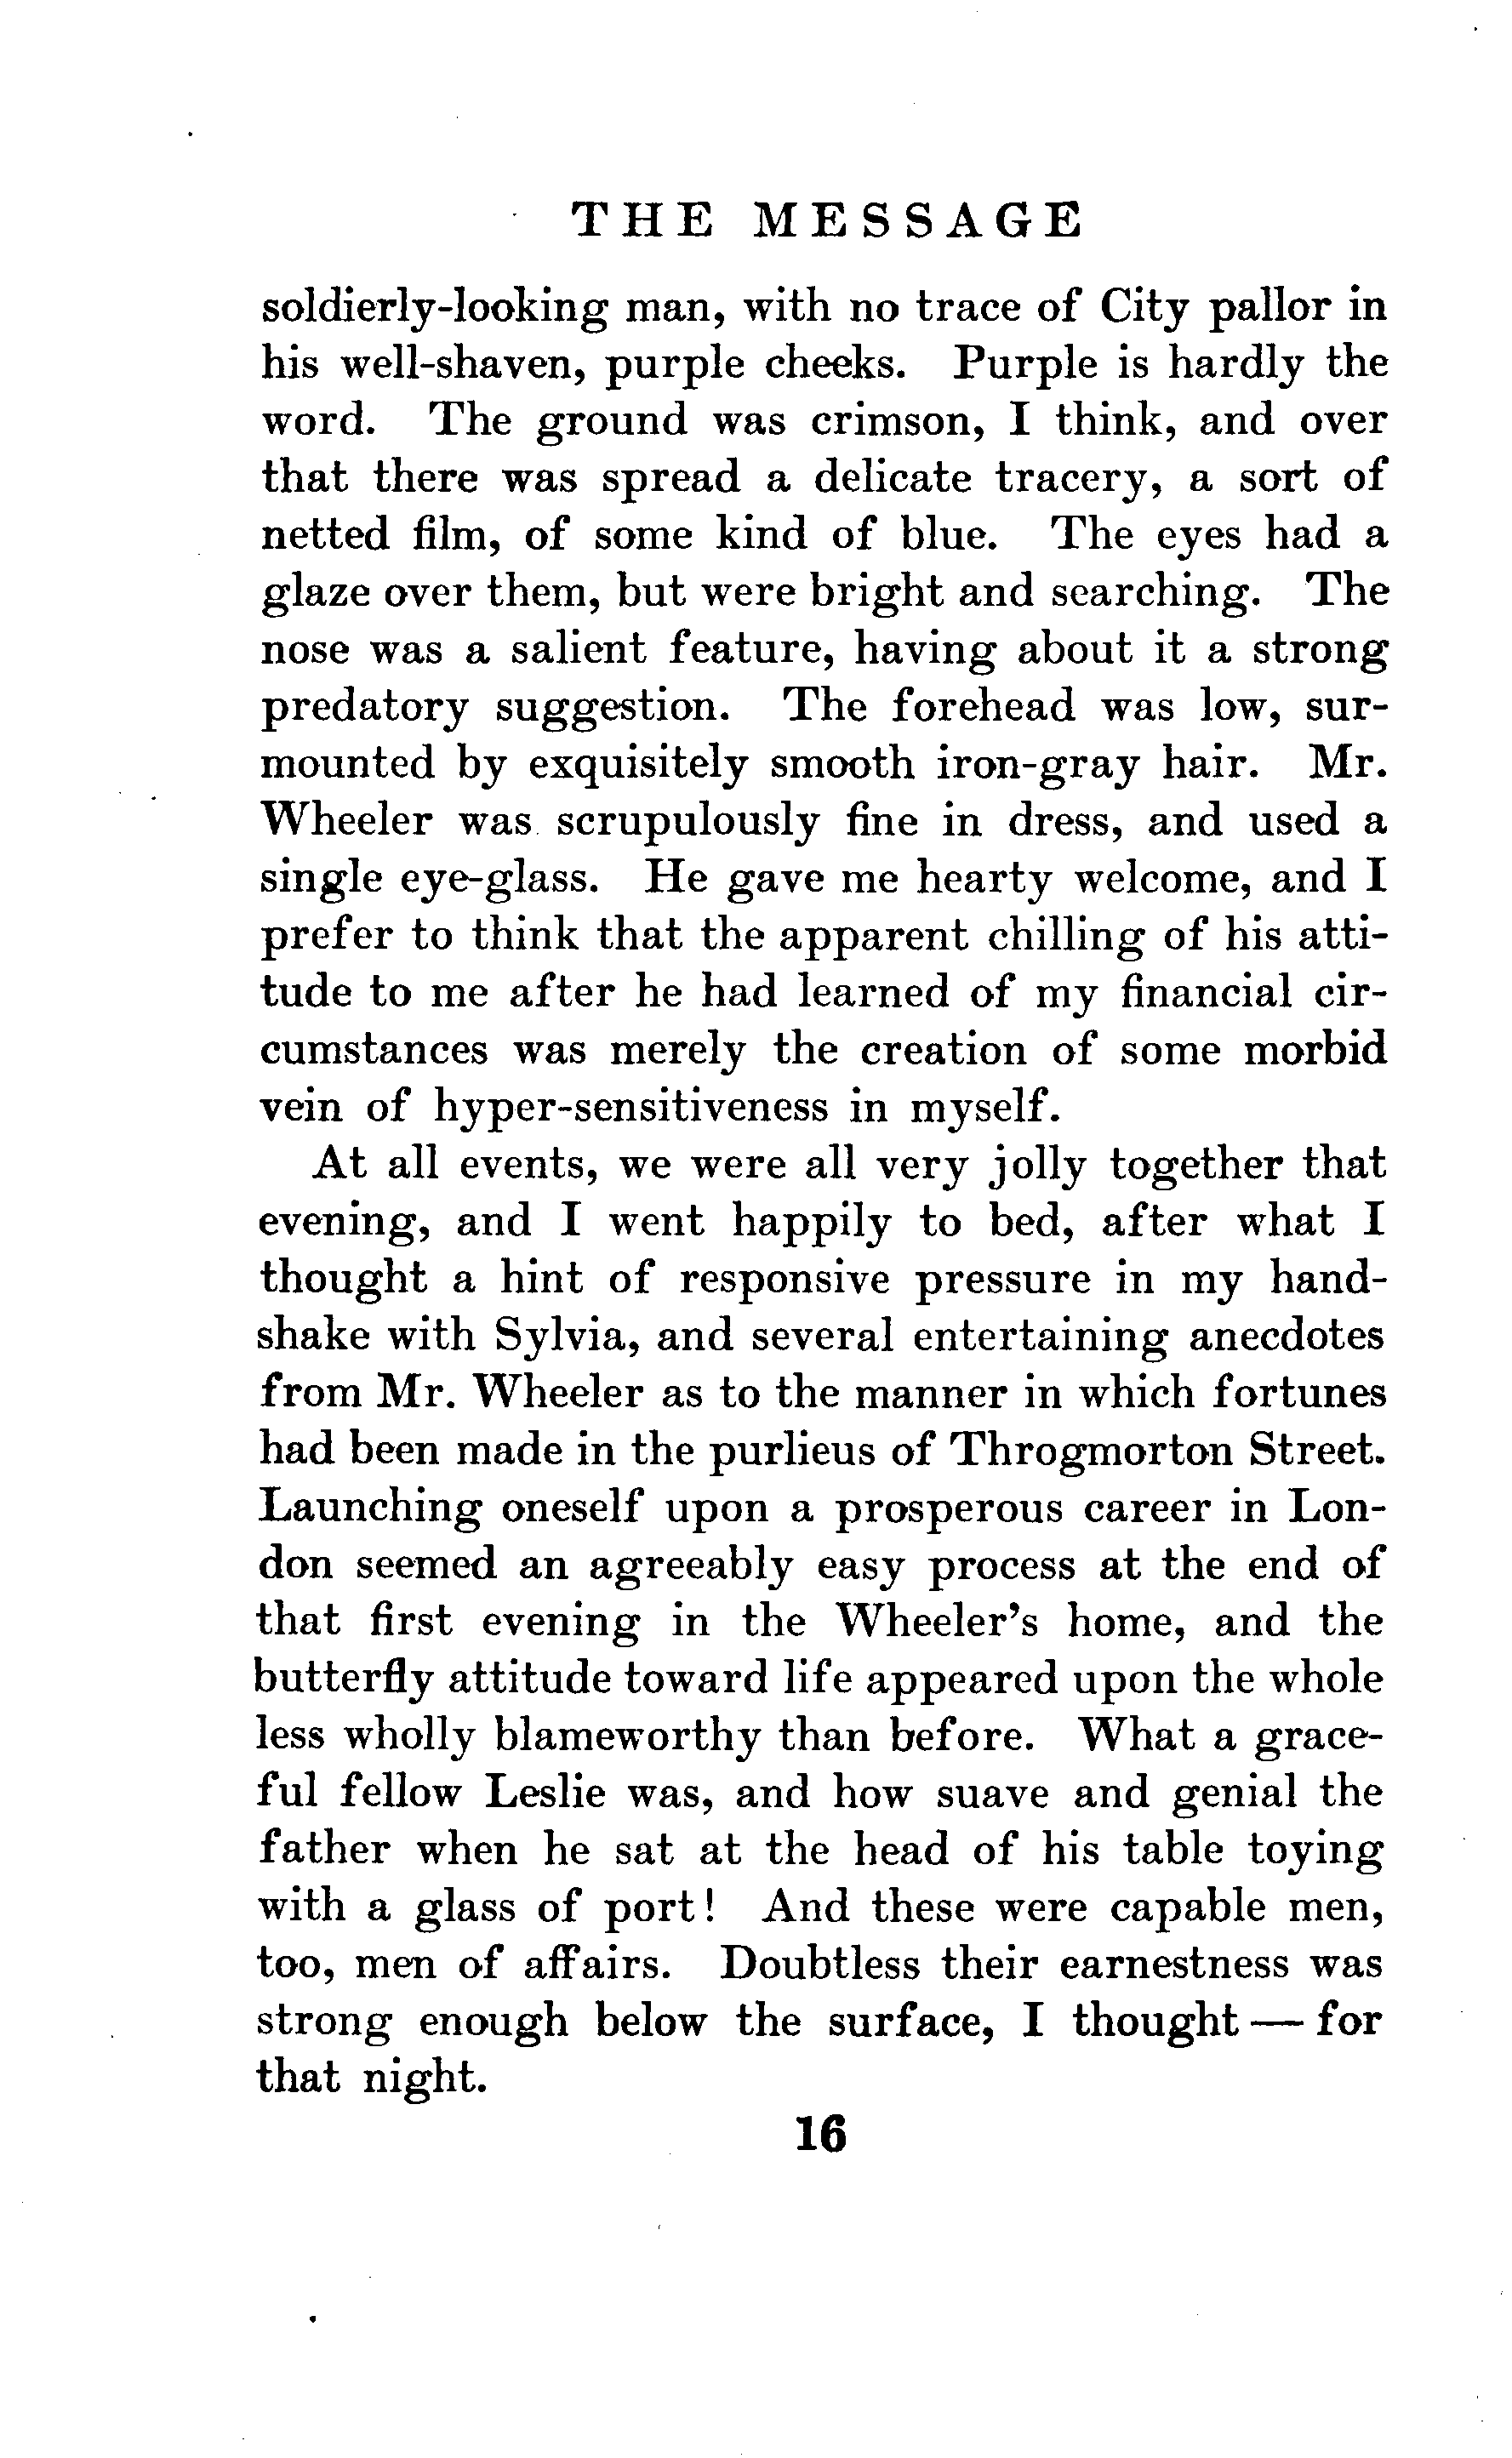 THE MESSAGE
soldierly-looking man, with no trace of City pallor in
his well-shaven, purple cheeks. Purple is hardly the
word. The ground was crimson, I think, and over
that there was spread a delicate tracery, a sort of
netted film, of some kind of blue. The eyes had a
glaze over them, but were bright and searching. The
nose was a salient feature, having about it a strong
predatory suggestion. The forehead was low, sur-
mounted by exquisitely smooth iron-gray hair. Mr.
Wheeler was scrupulously fine in dress, and used a
single eye-glass. He gave me hearty welcome, and I
prefer to think that the apparent chilling of his atti-
tude to me after he had learned of my financial cir-
cumstances was merely the creation of some morbid
vein of hyper-sensitiveness in myself.
At all events, we were all very jolly together that
evening, and I went happily to bed, after what I
thought a hint of responsive pressure in my hand-
shake with Sylvia, and several entertaining anecdotes
from Mr. Wheeler as to the manner in which fortunes
had been made in the purlieus of Throgmorton Street.
Launching oneself upon a prosperous career in Lon-
don seemed an agreeably easy process at the end of
that first evening in the Wheeler's home, and the
butterfly attitude toward life appeared upon the whole
less wholly blameworthy than before. What a grace-
ful fellow Leslie was, and how suave and genial the
father when he sat at the head of his table toying
with a glass of port! And these were capable men,
too, men of affairs. Doubtless their earnestness was
strong enough below the surface, I thought — for
that night.
16